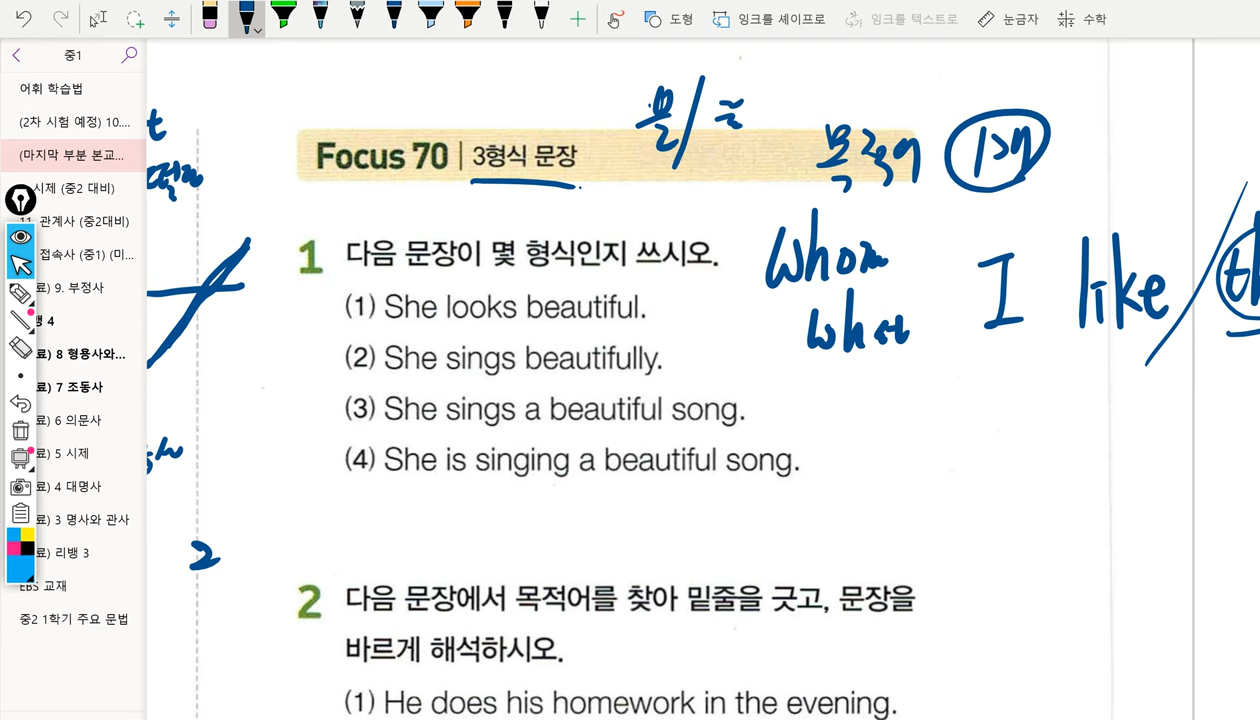 도형
잉크를 셰이프로
잉크를 텍스트로
눈금자
수학
중1
어휘 학습법
(2차 시험 예정) 10....
(마지막 부분 본교...
시제 (중2 대비)
11. 관계사 (중2대비)
접속사 (중1) (미...
료) 9. 부정사
뱅 4
료) 8 형용사와...
료) 7 조동사
료) 6 의문사
료) 5 시제
료) 4 대명사
료) 3 명사와 관사
료) 리뱅 3
EBS 교재
중2 1학기 주요 문법
t
2
을/를
목적어 1개
Focus 70 | 3형식 문장
whom
what
I like / th
1 다음 문장이 몇 형식인지 쓰시오.
(1) She looks beautiful.
(2) She sings beautifully.
(3) She sings a beautiful song.
(4) She is singing a beautiful song.
2 다음 문장에서 목적어를 찾아 밑줄을 긋고, 문장을
바르게 해석하시오.
(1) He does his homework in the evening.